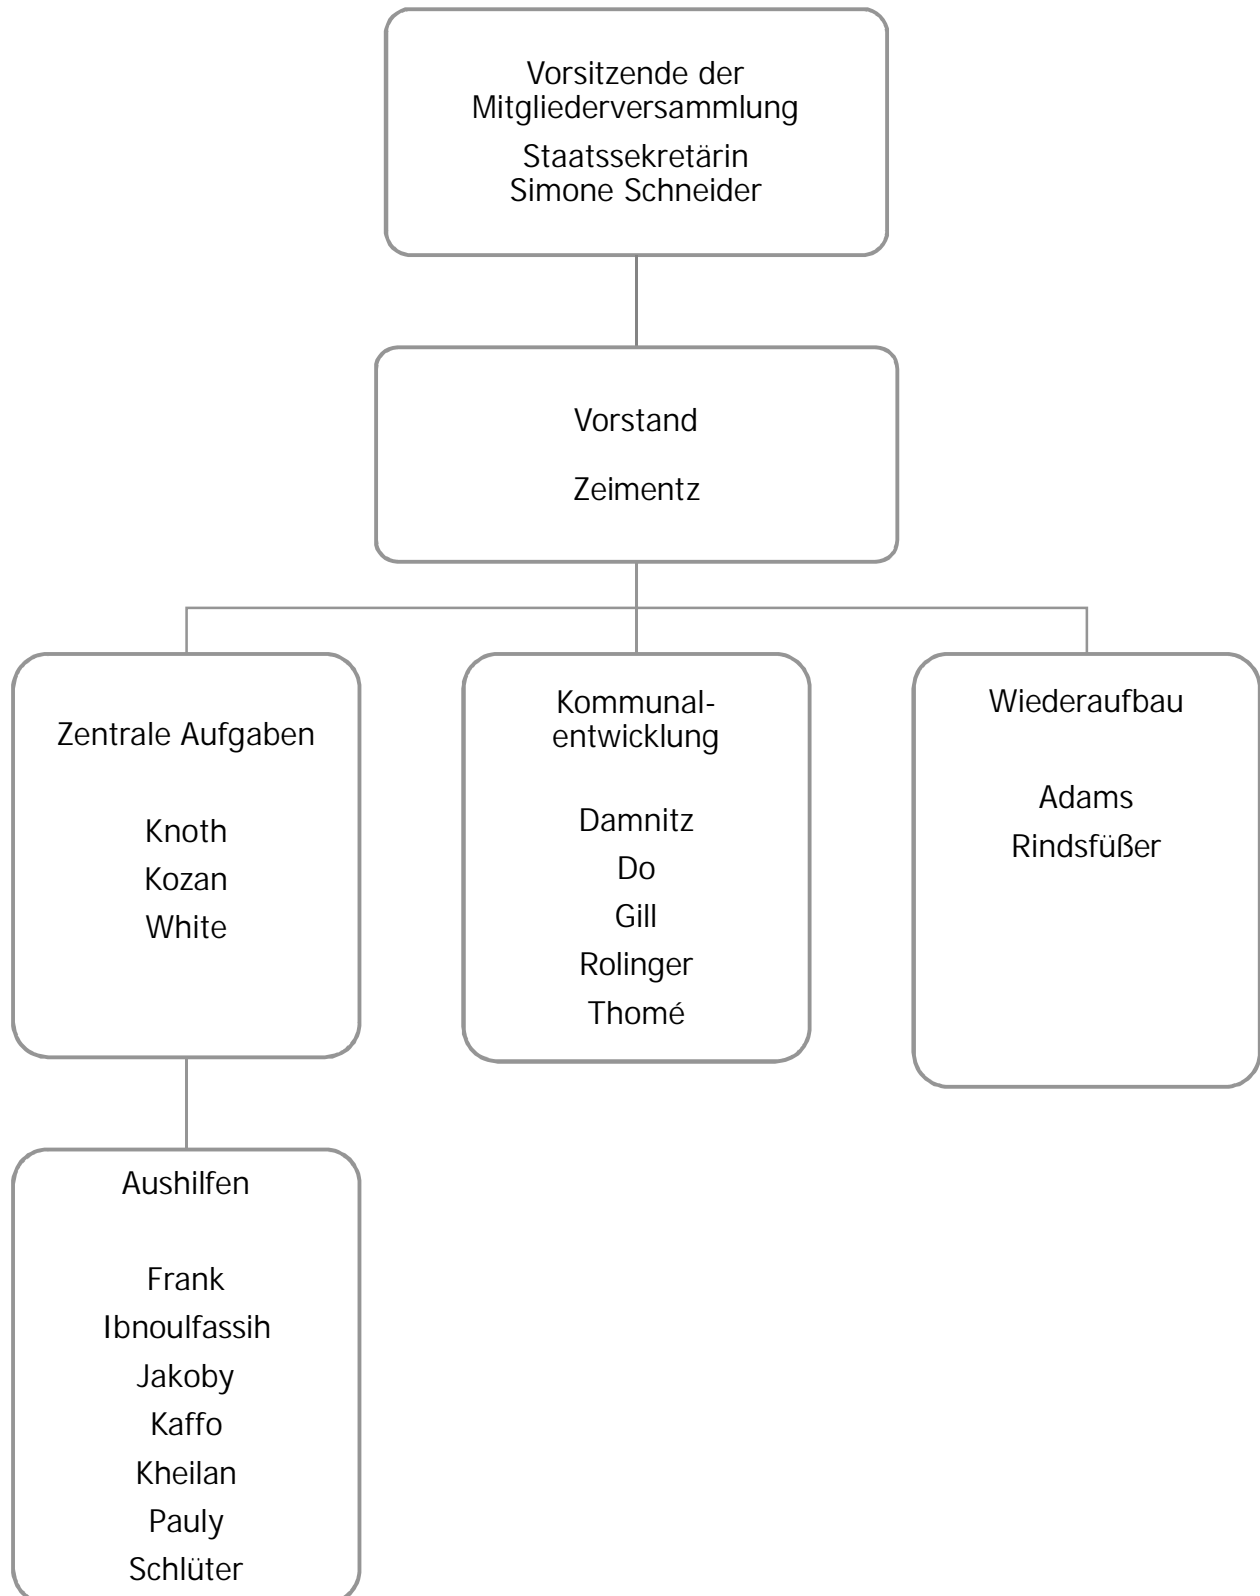 Vorsitzende der
Mitgliederversammlung
Staatssekretärin
Simone Schneider
Vorstand
Zeimentz
Zentrale Aufgaben
Knoth
Kozan
White
Kommunal-
entwicklung
Damnitz
Do
Gill
Rolinger
Thomé
Wiederaufbau
Adams
Rindsfüßer
Aushilfen
Frank
Ibnoulfassih
Jakoby
Kaffo
Kheilan
Pauly
Schlüter